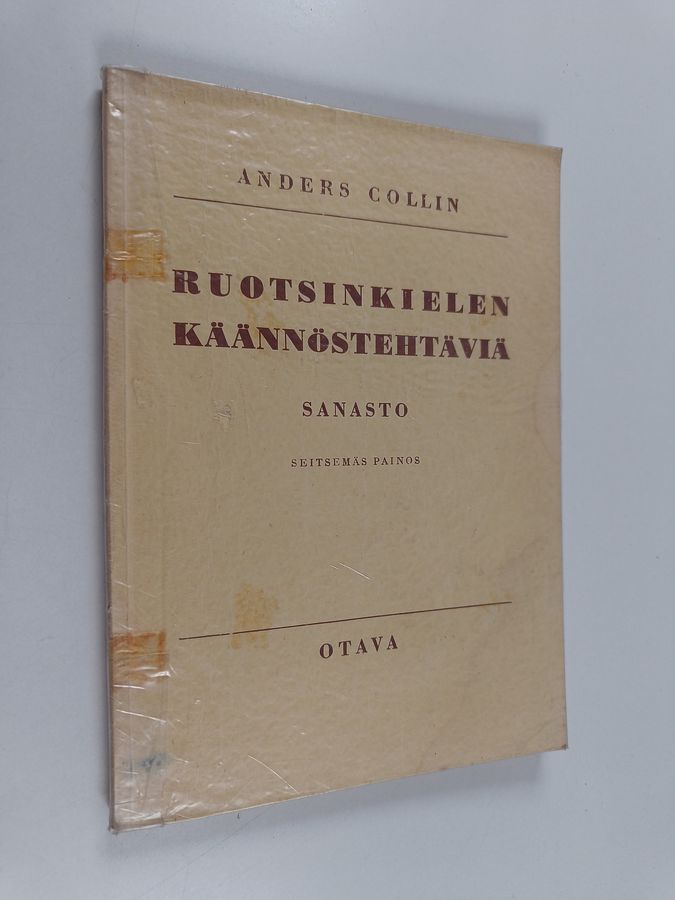 ANDERS COLLIN
RUOTSINKIELEN
KÄÄNNÖSTEHTÄVIÄ
SANASTO
SEITSEMÄS PAINOS
OTAVA